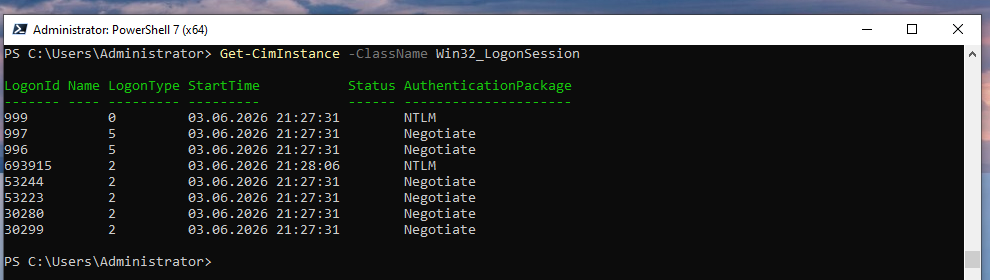 Administrator: PowerShell 7 (x64)
PS C:\Users\Administrator> Get-CimInstance -ClassName Win32_LogonSession
LogonId Name LogonType StartTime           Status AuthenticationPackage
------- ---- --------- ---------           ------ ---------------------
999          0         03.06.2026 21:27:31        NTLM
997          5         03.06.2026 21:27:31        Negotiate
996          5         03.06.2026 21:27:31        Negotiate
693915       2         03.06.2026 21:28:06        NTLM
53244        2         03.06.2026 21:27:31        Negotiate
53223        2         03.06.2026 21:27:31        Negotiate
30280        2         03.06.2026 21:27:31        Negotiate
30299        2         03.06.2026 21:27:31        Negotiate
PS C:\Users\Administrator>